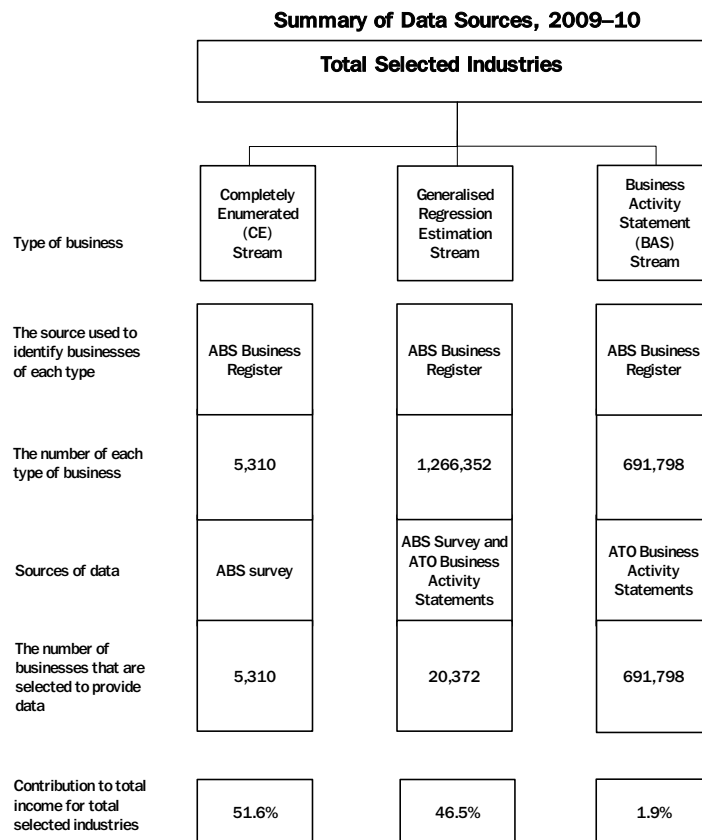 Summary of Data Sources, 2009–10
Total Selected Industries
Type of business
Completely
Enumerated
(CE)
Stream
Generalised
Regression
Estimation
Stream
Business
Activity
Statement
(BAS)
Stream
The source used to
identify businesses
of each type
ABS Business
Register
ABS Business
Register
ABS Business
Register
The number of each
type of business
5,310
1,266,352
691,798
Sources of data
ABS survey
ABS Survey and
ATO Business
Activity
Statements
ATO Business
Activity
Statements
The number of
businesses that are
selected to provide
data
5,310
20,372
691,798
Contribution to total
income for total
selected industries
51.6%
46.5%
1.9%